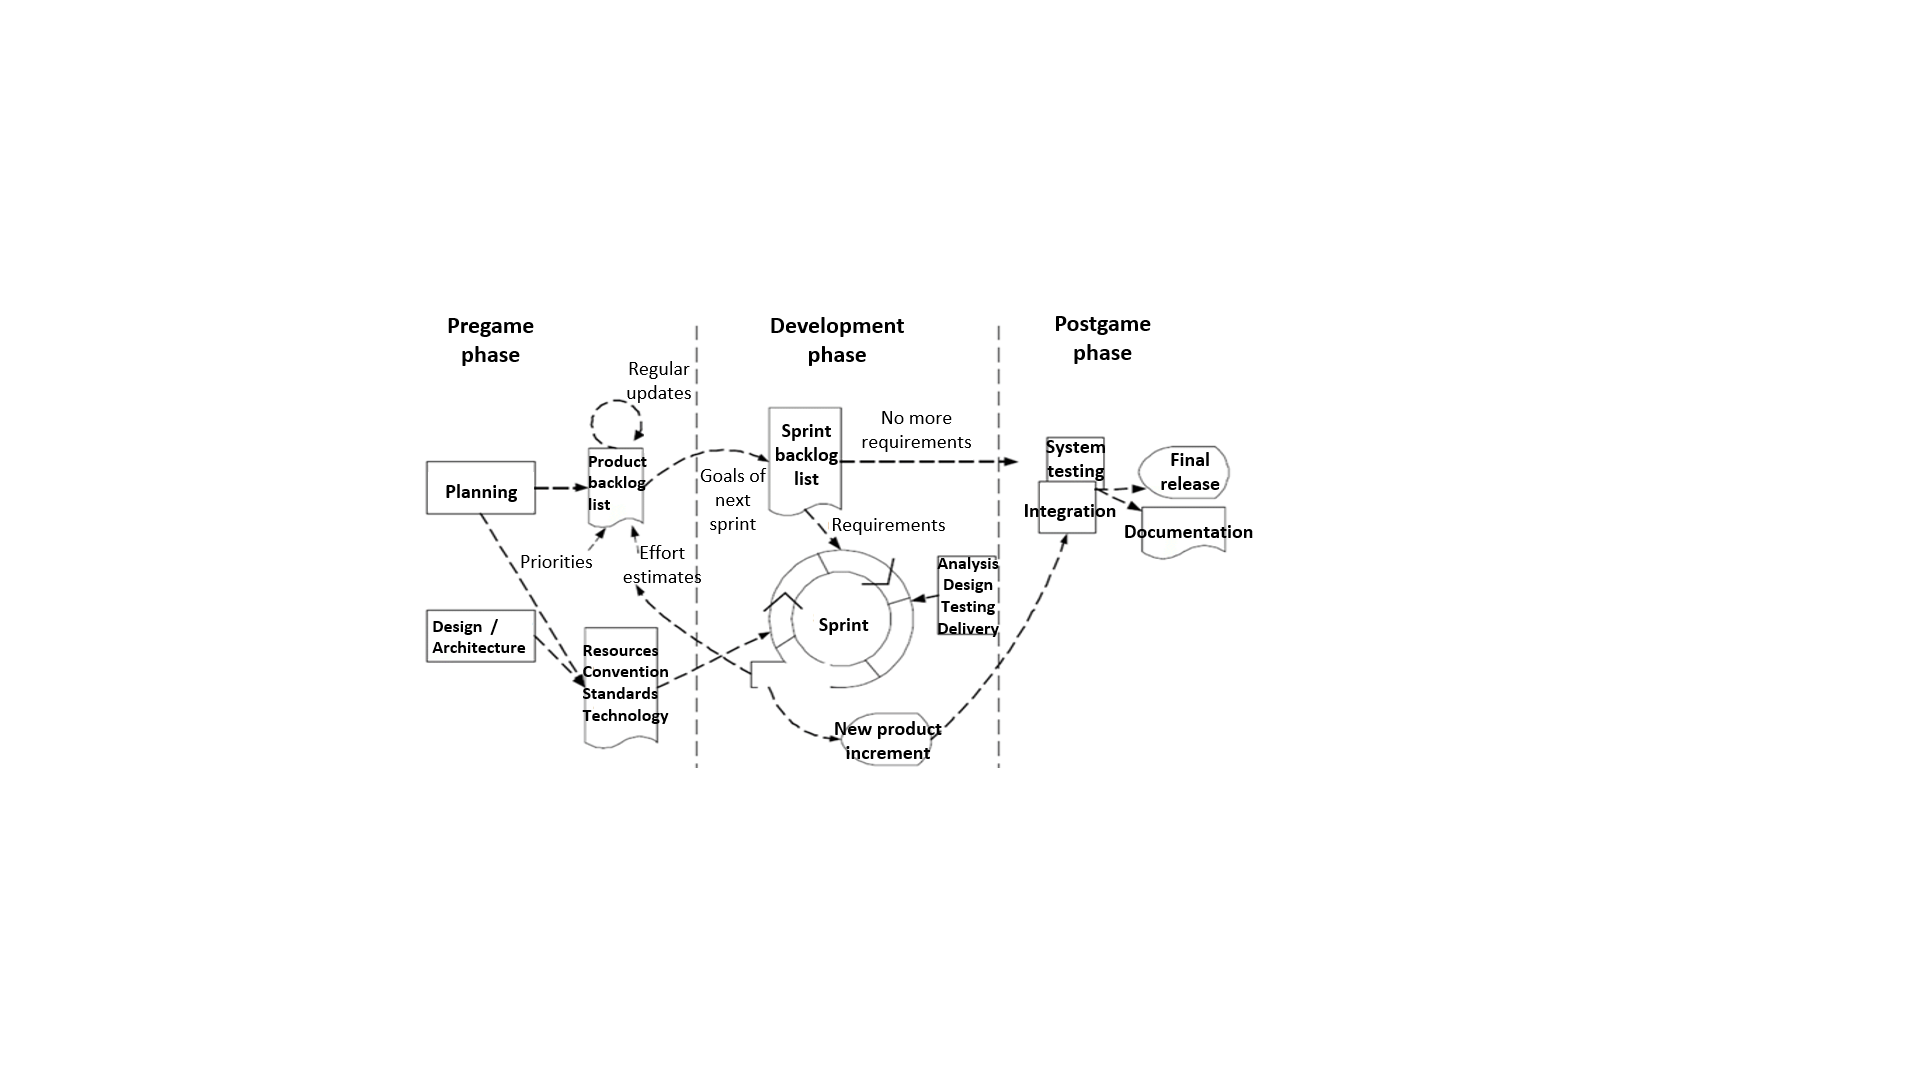 Pregame
phase
Development
phase
Postgame
phase
Regular
updates
Planning
Product
backlog
list
Goals of
next
sprint
Sprint
backlog
list
No more
requirements
Requirements
System
testing
Integration
Final
release
Documentation
Priorities
Effort
estimates
Design /
Architecture
Resources
Convention
Standards
Technology
Sprint
Analysis
Design
Testing
Delivery
New product
increment